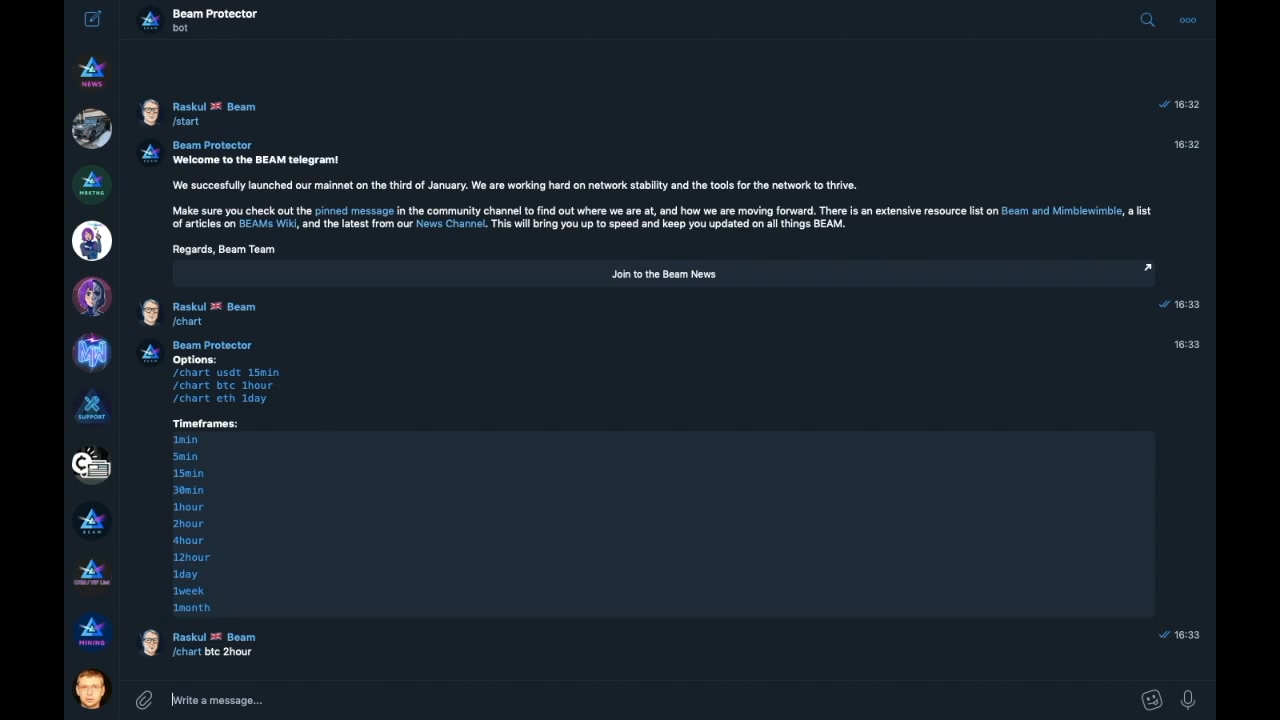 Beam Protector
bot
NEWS
MRKTNG
SUPPORT
BEAM
MINING
Raskul 🇬🇧 Beam
16:32
/start
Beam Protector
16:32
Welcome to the BEAM telegram!
We succesfully launched our mainnet on the third of January. We are working hard on network stability and the tools for the network to thrive.
Make sure you check out the pinned message in the community channel to find out where we are at, and how we are moving forward. There is an extensive resource list on Beam and Mimblewimble, a list
of articles on BEAMs Wiki, and the latest from our News Channel. This will bring you up to speed and keep you updated on all things BEAM.
Regards, Beam Team
Join to the Beam News
Raskul 🇬🇧 Beam
16:33
/chart
Beam Protector
16:33
Options:
/chart usdt 15min
/chart btc 1hour
/chart eth 1day
Timeframes:
1min
5min
15min
30min
1hour
2hour
4hour
12hour
1day
1week
1month
Raskul 🇬🇧 Beam
16:33
/chart btc 2hour
Write a message...